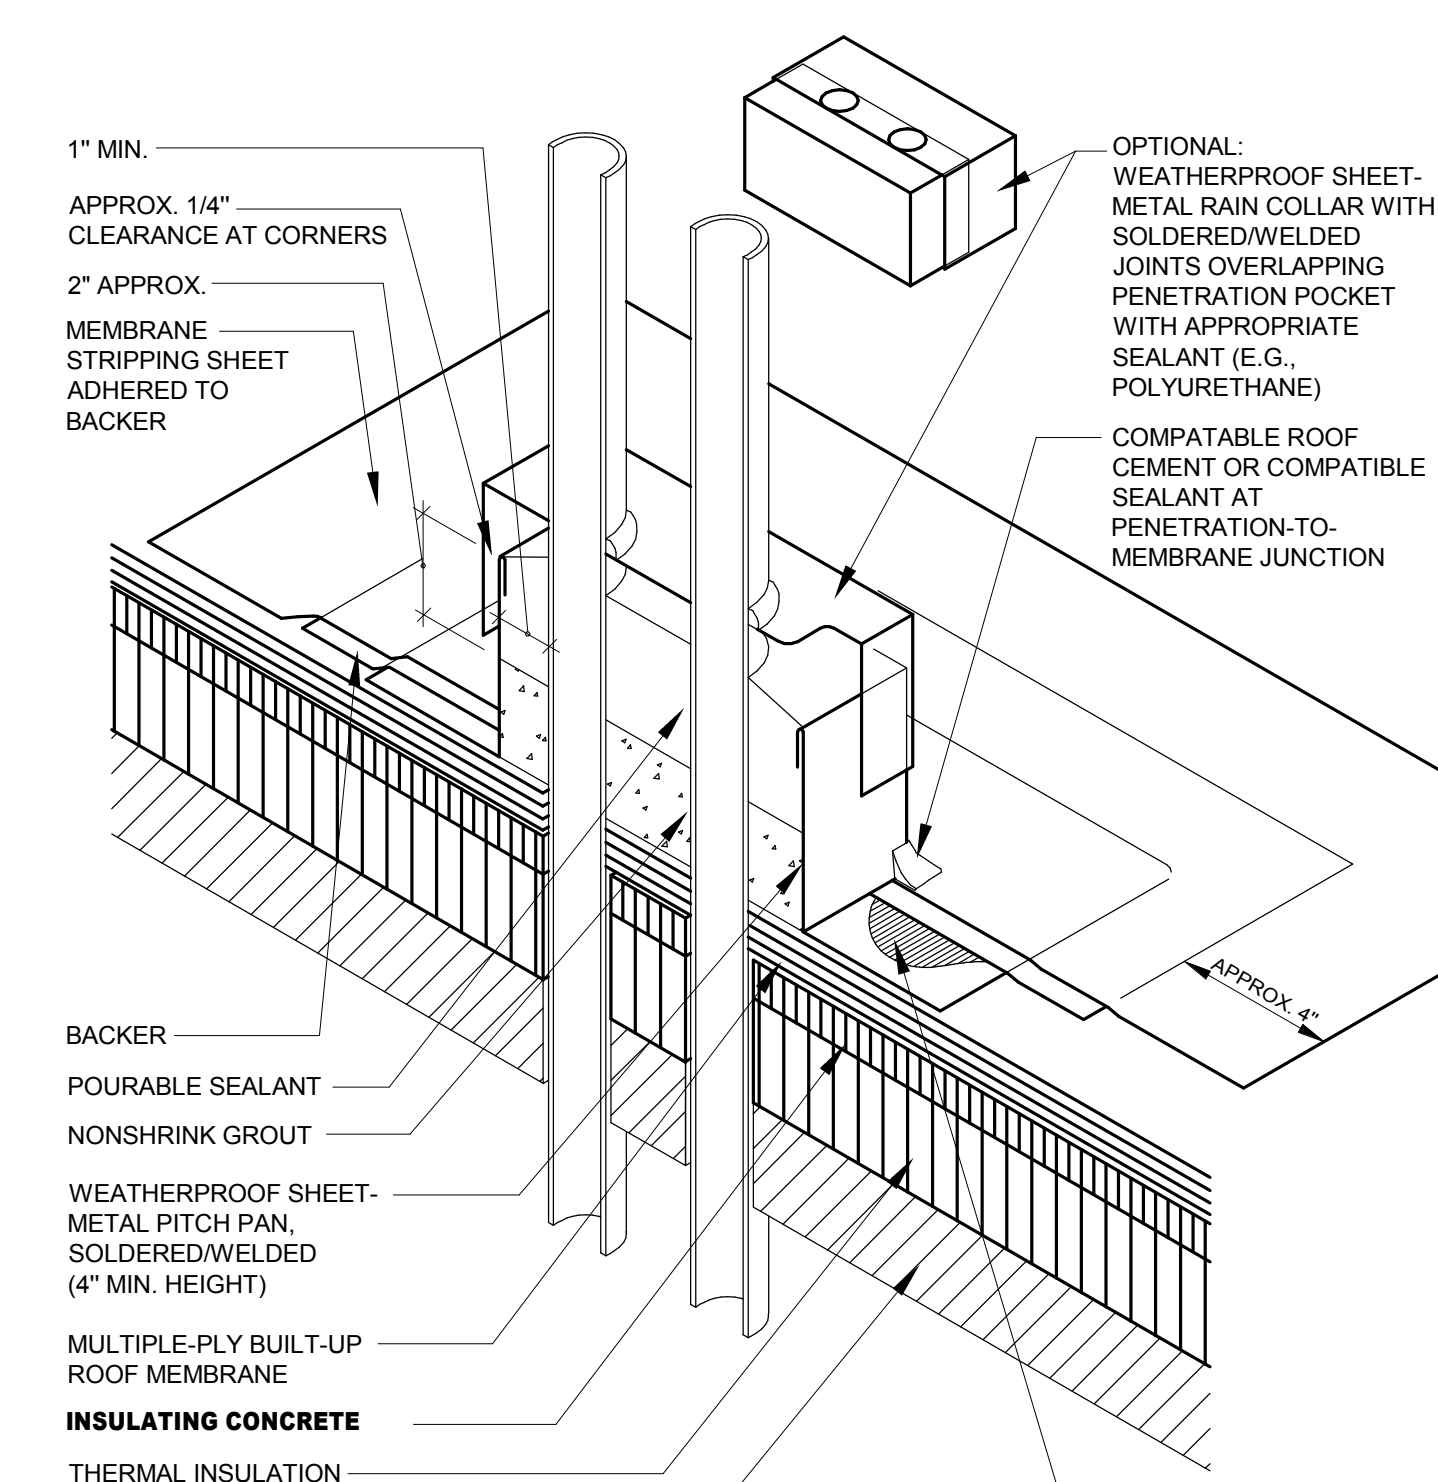 1" MIN.
APPROX. 1/4"
CLEARANCE AT CORNERS
2" APPROX.
MEMBRANE
STRIPPING SHEET
ADHERED TO
BACKER
OPTIONAL:
WEATHERPROOF SHEET-
METAL RAIN COLLAR WITH
SOLDERED/WELDED
JOINTS OVERLAPPING
PENETRATION POCKET
WITH APPROPRIATE
SEALANT (E.G.,
POLYURETHANE)
COMPATABLE ROOF
CEMENT OR COMPATIBLE
SEALANT AT
PENETRATION-TO-
MEMBRANE JUNCTION
APPROX. 4"
BACKER
POURABLE SEALANT
NONSHRINK GROUT
WEATHERPROOF SHEET-
METAL PITCH PAN,
SOLDERED/WELDED
(4" MIN. HEIGHT)
MULTIPLE-PLY BUILT-UP
ROOF MEMBRANE
INSULATING CONCRETE
THERMAL INSULATION